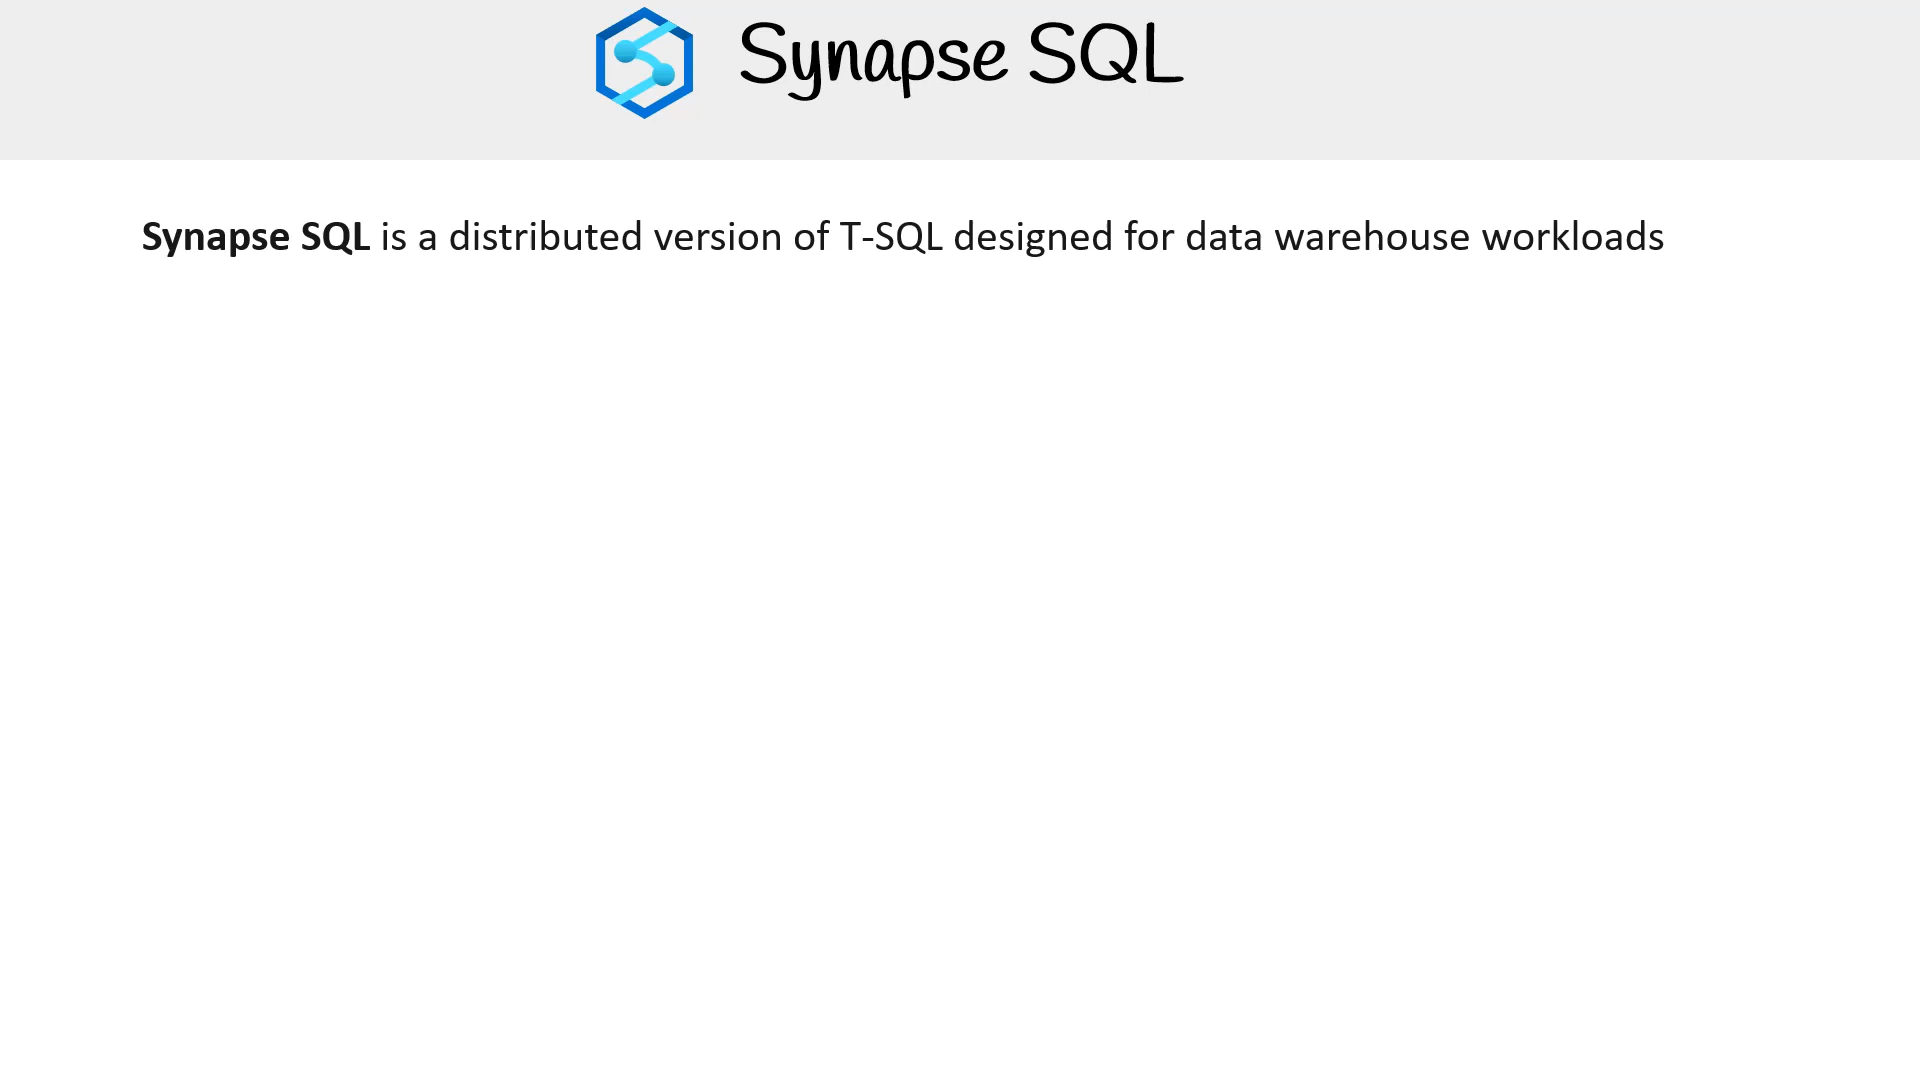 Synapse SQL
Synapse SQL is a distributed version of T-SQL designed for data warehouse workloads